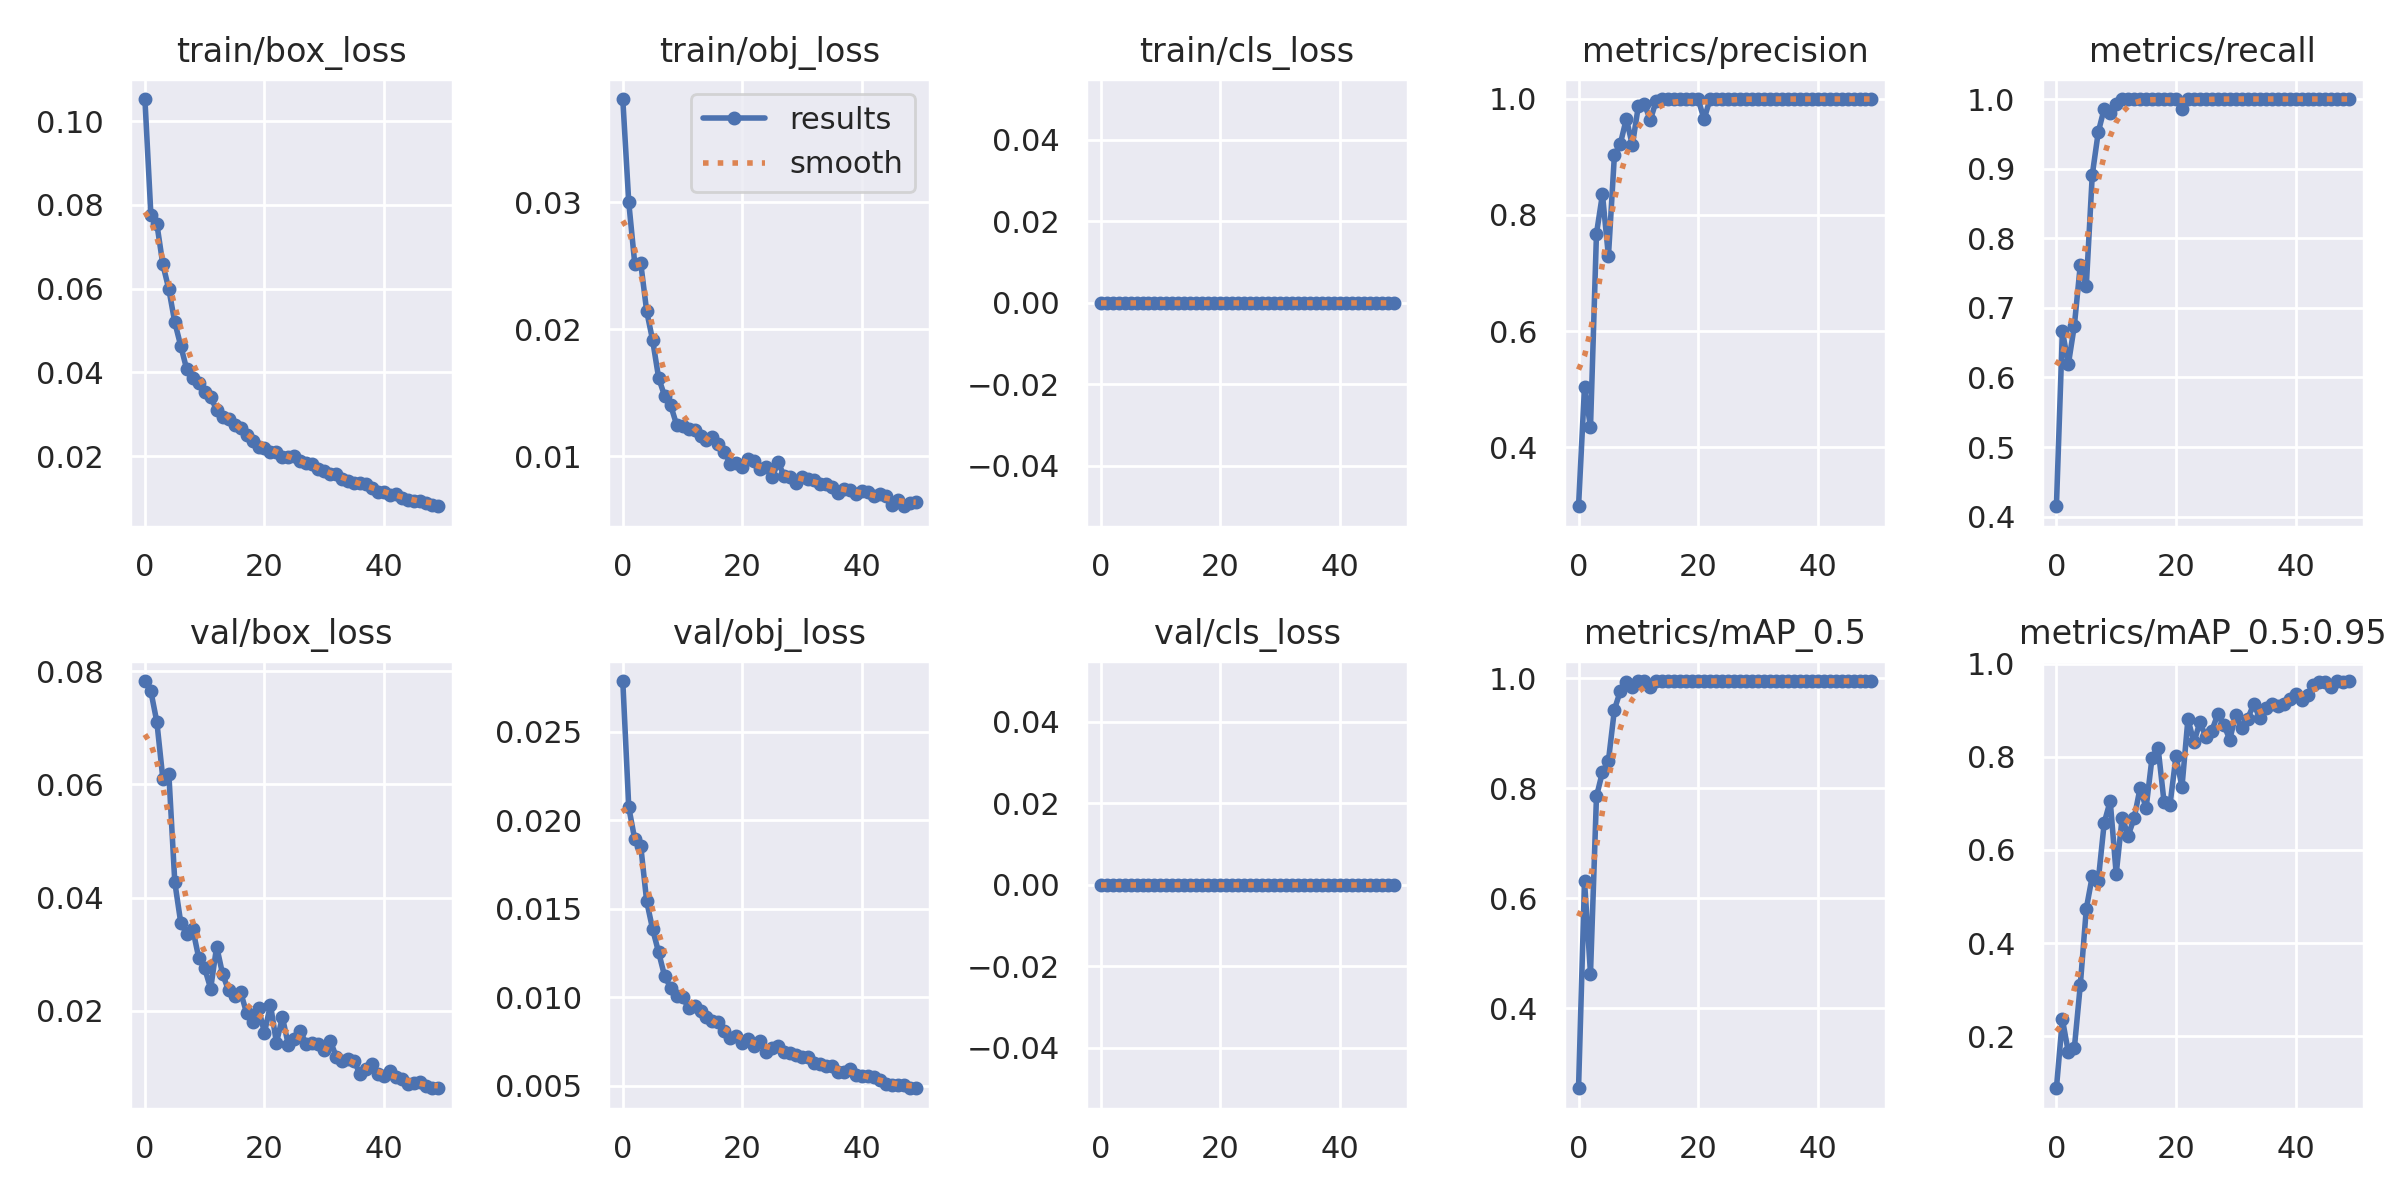 train/box_loss
0.10
0.08
0.06
0.04
0.02
0 20 40
train/obj_loss
results
smooth
0.03
0.02
0.01
0 20 40
train/cls_loss
0.04
0.02
0.00
−0.02
−0.04
0 20 40
metrics/precision
1.0
0.8
0.6
0.4
0 20 40
metrics/recall
1.0
0.9
0.8
0.7
0.6
0.5
0.4
0 20 40
val/box_loss
0.08
0.06
0.04
0.02
0 20 40
val/obj_loss
0.025
0.020
0.015
0.010
0.005
0 20 40
val/cls_loss
0.04
0.02
0.00
−0.02
−0.04
0 20 40
metrics/mAP_0.5
1.0
0.8
0.6
0.4
0 20 40
metrics/mAP_0.5:0.95
1.0
0.8
0.6
0.4
0.2
0 20 40